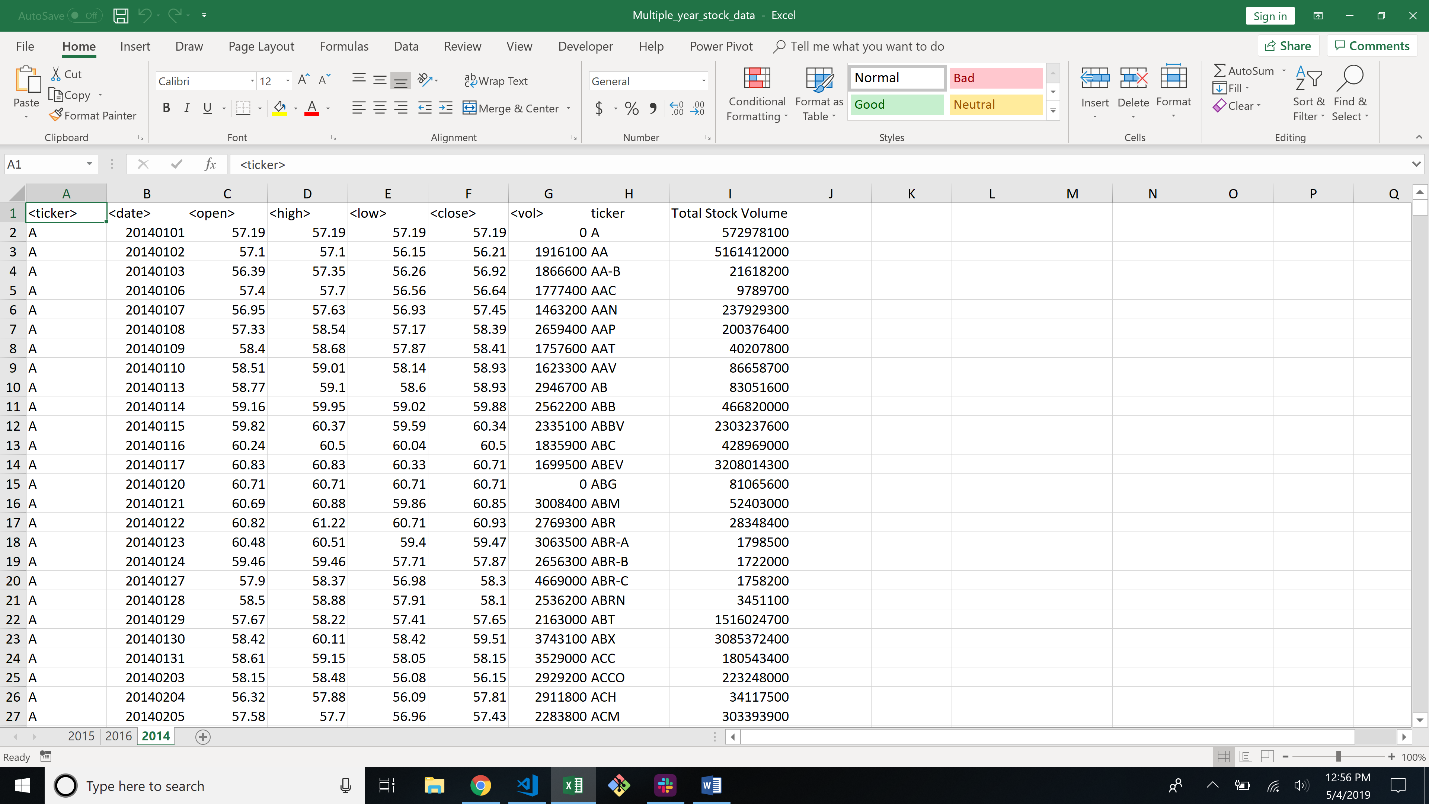 AutoSave Off Multiple_year_stock_data - Excel Sign in
File Home Insert Draw Page Layout Formulas Data Review View Developer Help Power Pivot Tell me what you want to do Share Comments
Paste Cut Copy Format Painter
Calibri 12 B I U A
Wrap Text Merge & Center
General $ % ,
Conditional Formatting Format as Table
Normal Bad Good Neutral
Insert Delete Format
AutoSum Fill Clear Sort & Filter Find & Select
Clipboard Font Alignment Number Styles Cells Editing
A1 fx <ticker>
A B C D E F G H I J K L M N O P Q
1 <ticker> <date> <open> <high> <low> <close> <vol> ticker Total Stock Volume
2 A 20140101 57.19 57.19 57.19 57.19 0 A 572978100
3 A 20140102 57.1 57.1 56.15 56.21 1916100 AA 5161412000
4 A 20140103 56.39 57.35 56.26 56.92 1866600 AA-B 21618200
5 A 20140106 57.4 57.7 56.56 56.64 1777400 AAC 9789700
6 A 20140107 56.95 57.63 56.93 57.45 1463200 AAN 237929300
7 A 20140108 57.33 58.54 57.17 58.39 2659400 AAP 200376400
8 A 20140109 58.4 58.68 57.87 58.41 1757600 AAT 40207800
9 A 20140110 58.51 59.01 58.14 58.93 1623300 AAV 86658700
10 A 20140113 58.77 59.1 58.6 58.93 2946700 AB 83051600
11 A 20140114 59.16 59.95 59.02 59.88 2562200 ABB 466820000
12 A 20140115 59.82 60.37 59.59 60.34 2335100 ABBV 2303237600
13 A 20140116 60.24 60.5 60.04 60.5 1835900 ABC 428969000
14 A 20140117 60.83 60.83 60.33 60.71 1699500 ABEV 3208014300
15 A 20140120 60.71 60.71 60.71 60.71 0 ABG 81065600
16 A 20140121 60.69 60.88 59.86 60.85 3008400 ABM 52403000
17 A 20140122 60.82 61.22 60.71 60.93 2769300 ABR 28348400
18 A 20140123 60.48 60.51 59.4 59.47 3063500 ABR-A 1798500
19 A 20140124 59.46 59.46 57.71 57.87 2656300 ABR-B 1722000
20 A 20140127 57.9 58.37 56.98 58.3 4669000 ABR-C 1758200
21 A 20140128 58.5 58.88 57.91 58.1 2536200 ABRN 3451100
22 A 20140129 57.67 58.22 57.41 57.65 2163000 ABT 1516024700
23 A 20140130 58.42 60.11 58.42 59.51 3743100 ABX 3085372400
24 A 20140131 58.61 59.15 58.05 58.15 3529000 ACC 180543400
25 A 20140203 58.15 58.48 56.08 56.15 2929200 ACCO 223248000
26 A 20140204 56.32 57.88 56.09 57.81 2911800 ACH 34117500
27 A 20140205 57.58 57.7 56.96 57.43 2283800 ACM 303393900
2015 2016 2014
Ready 100%
Type here to search 12:56 PM
5/4/2019